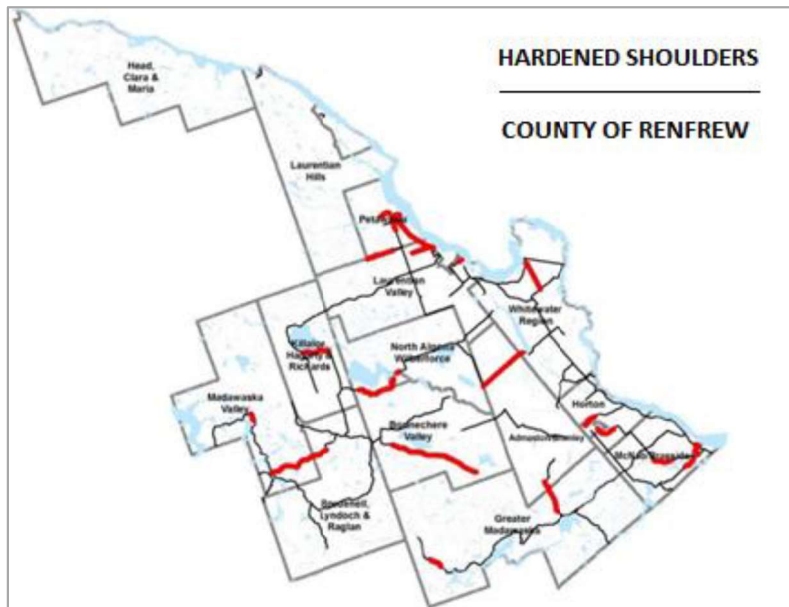 HARDENED SHOULDERS
COUNTY OF RENFREW
Head,
Clara &
Maria
Laurentian
Hills
Petawawa
Laurentian
Valley
Whitewater
Region
North Algona
Wilberforce
Killaloe,
Hagarty &
Richards
Madawaska
Valley
Bonnechere
Valley
Horton
Admaston/Bromley
McNab/Braeside
Brudenell,
Lyndoch &
Raglan
Greater
Madawaska